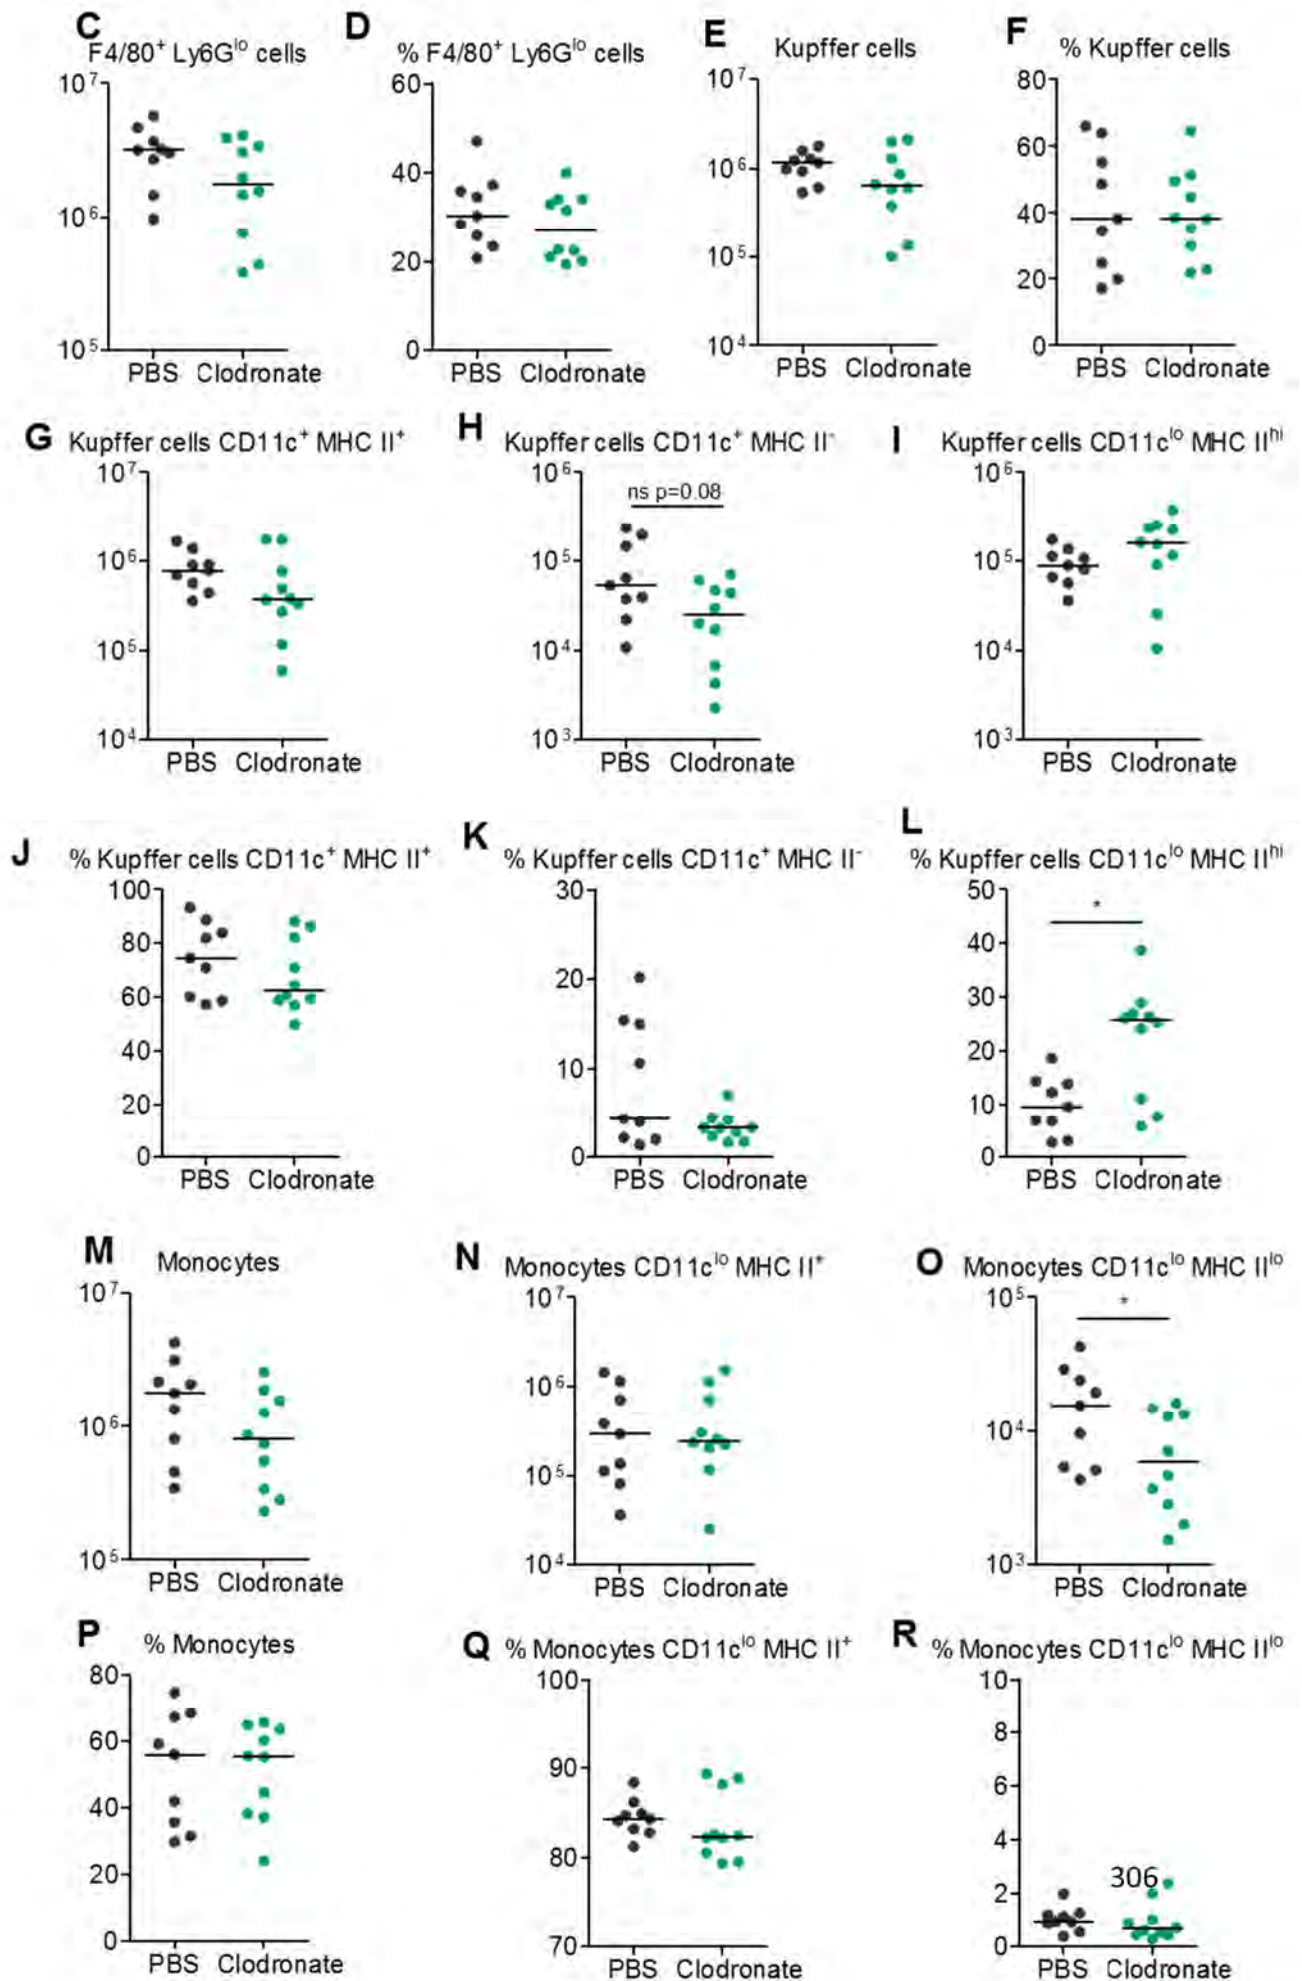 C F4/80⁺ Ly6Gˡᵒ cells
10⁷
10⁶
10⁵
PBS Clodronate
D % F4/80⁺ Ly6Gˡᵒ cells
60
40
20
0
PBS Clodronate
E Kupffer cells
10⁷
10⁶
10⁵
10⁴
PBS Clodronate
F % Kupffer cells
80
60
40
20
0
PBS Clodronate
G Kupffer cells CD11c⁺ MHC II⁺
10⁷
10⁶
10⁵
10⁴
PBS Clodronate
H Kupffer cells CD11c⁺ MHC II⁻
10⁶
ns p=0.08
10⁵
10⁴
10³
PBS Clodronate
I Kupffer cells CD11cˡᵒ MHC IIʰⁱ
10⁶
10⁵
10⁴
10³
PBS Clodronate
J % Kupffer cells CD11c⁺ MHC II⁺
100
80
60
40
20
0
PBS Clodronate
K % Kupffer cells CD11c⁺ MHC II⁻
30
20
10
0
PBS Clodronate
L % Kupffer cells CD11cˡᵒ MHC IIʰⁱ
50
*
40
30
20
10
0
PBS Clodronate
M Monocytes
10⁷
10⁶
10⁵
PBS Clodronate
N Monocytes CD11cˡᵒ MHC II⁺
10⁷
10⁶
10⁵
10⁴
PBS Clodronate
O Monocytes CD11cˡᵒ MHC IIˡᵒ
10⁵
*
10⁴
10³
PBS Clodronate
P % Monocytes
80
60
40
20
0
PBS Clodronate
Q % Monocytes CD11cˡᵒ MHC II⁺
100
90
80
70
PBS Clodronate
R % Monocytes CD11cˡᵒ MHC IIˡᵒ
10
8
6
4
306
2
0
PBS Clodronate